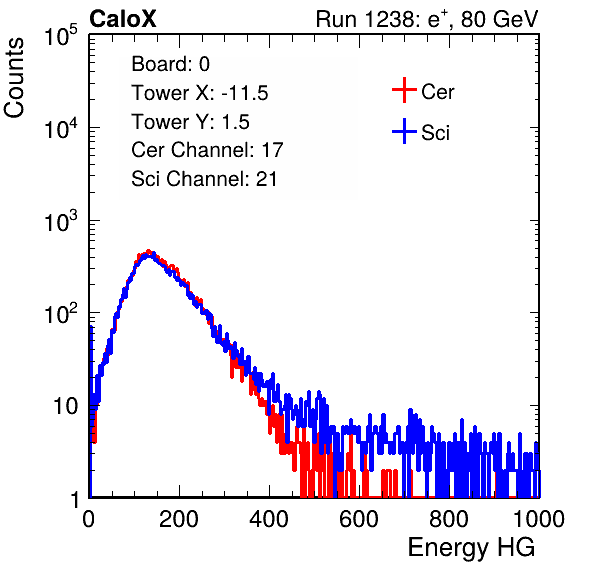 CaloX
Run 1238: e+, 80 GeV
Counts
Board: 0
Tower X: -11.5
Tower Y: 1.5
Cer Channel: 17
Sci Channel: 21
Cer
Sci
10^5
10^4
10^3
10^2
10
1
0 200 400 600 800 1000
Energy HG